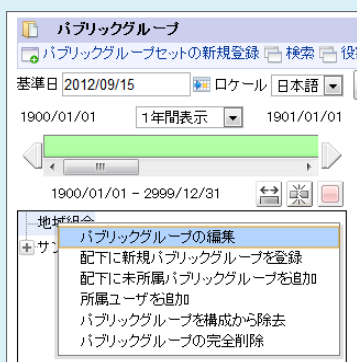 パブリックグループ
パブリックグループセットの新規登録 検索
基準日 2012/09/15 ロケール 日本語
1900/01/01 1年間表示 1901/01/01
1900/01/01 - 2999/12/31
地域組合
サン
パブリックグループの編集
配下に新規パブリックグループを登録
配下に未所属パブリックグループを追加
所属ユーザを追加
パブリックグループを構成から除去
パブリックグループの完全削除